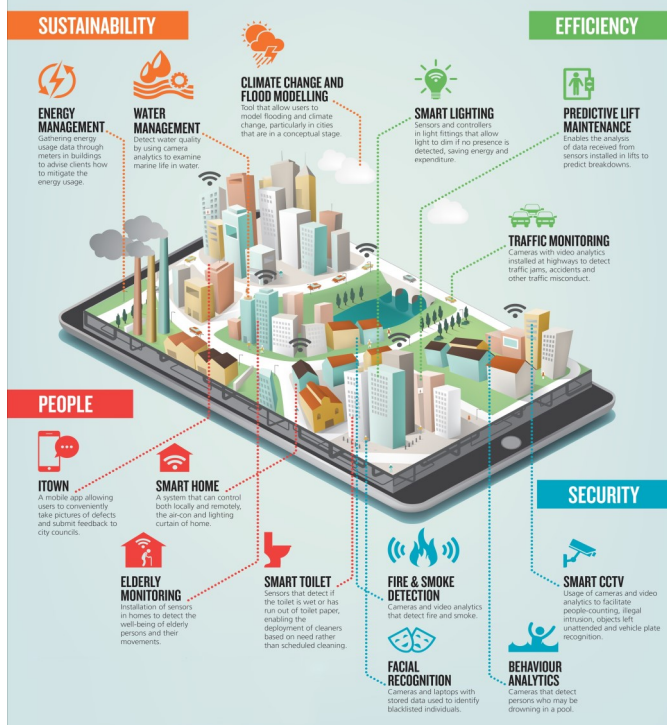 SUSTAINABILITY
EFFICIENCY
ENERGY
MANAGEMENT
Gathering energy
usage data through
meters in buildings
to advise clients how
to mitigate the
energy usage.
WATER
MANAGEMENT
Detect water quality
by using camera
analytics to examine
marine life in water.
CLIMATE CHANGE AND
FLOOD MODELLING
Tool that allow users to
model flooding and climate
change, particularly in cities
that are in a conceptual stage.
SMART LIGHTING
Sensors and controllers
in light fittings that allow
light to dim if no presence is
detected, saving energy and
expenditure.
PREDICTIVE LIFT
MAINTENANCE
Enables the analysis
of data received from
sensors installed in lifts to
predict breakdowns.
TRAFFIC MONITORING
Cameras with video analytics
installed at highways to detect
traffic jams, accidents and
other traffic misconduct.
PEOPLE
ITOWN
A mobile app allowing
users to conveniently
take pictures of defects
and submit feedback to
city councils.
SMART HOME
A system that can control
both locally and remotely,
the air-con and lighting
curtain of home.
ELDERLY
MONITORING
Installation of sensors
in homes to detect the
well-being of elderly
persons and their
movements.
SMART TOILET
Sensors that detect if
the toilet is wet or has
run out of toilet paper,
enabling the
deployment of cleaners
based on need rather
than scheduled cleaning.
SECURITY
FIRE & SMOKE
DETECTION
Cameras and video analytics
that detect fire and smoke.
SMART CCTV
Usage of cameras and video
analytics to facilitate
people-counting, illegal
intrusion, objects left
unattended and vehicle plate
recognition.
FACIAL
RECOGNITION
Cameras and laptops with
stored data used to identify
blacklisted individuals.
BEHAVIOUR
ANALYTICS
Cameras that detect
persons who may be
drowning in a pool.